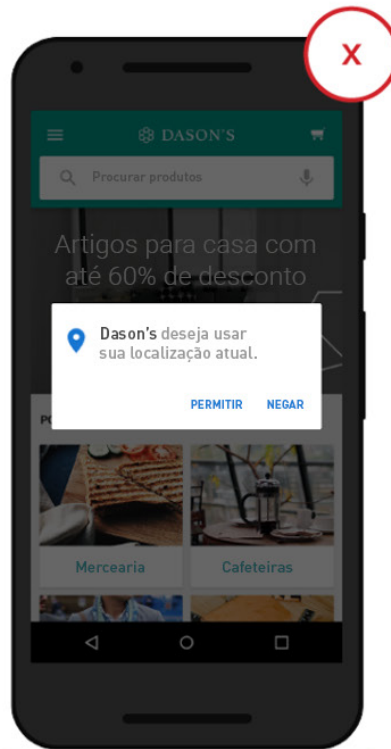 X
DASON'S
Procurar produtos
Artigos para casa com
até 60% de desconto
Dason's deseja usar
sua localização atual.
PERMITIR NEGAR
Mercearia
Cafeteiras